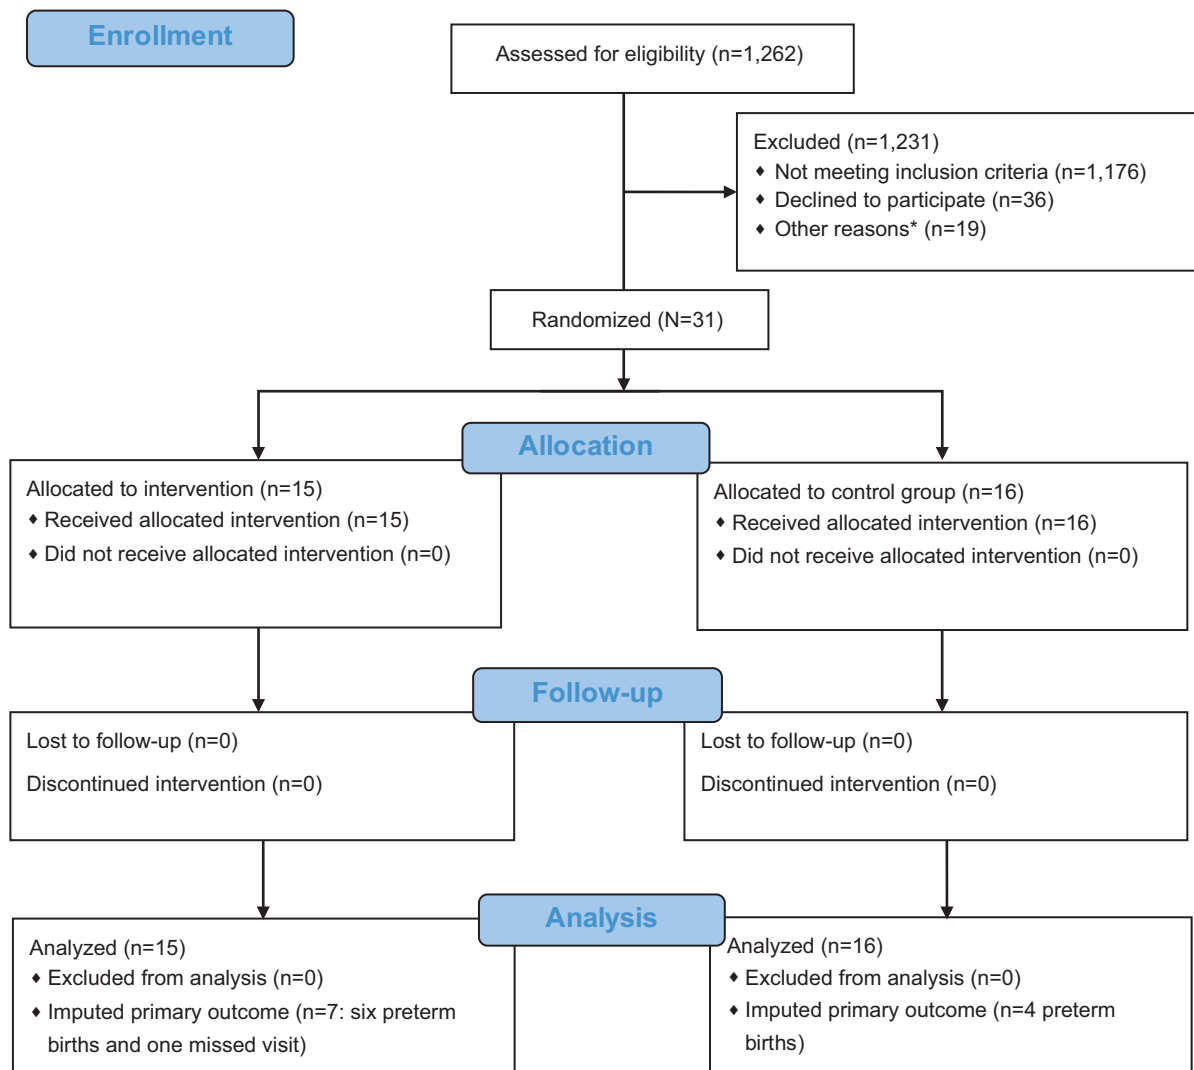 Enrollment
Assessed for eligibility (n=1,262)
Excluded (n=1,231)
♦ Not meeting inclusion criteria (n=1,176)
♦ Declined to participate (n=36)
♦ Other reasons* (n=19)
Randomized (N=31)
Allocation
Allocated to intervention (n=15)
♦ Received allocated intervention (n=15)
♦ Did not receive allocated intervention (n=0)
Allocated to control group (n=16)
♦ Received allocated intervention (n=16)
♦ Did not receive allocated intervention (n=0)
Follow-up
Lost to follow-up (n=0)
Discontinued intervention (n=0)
Lost to follow-up (n=0)
Discontinued intervention (n=0)
Analysis
Analyzed (n=15)
♦ Excluded from analysis (n=0)
♦ Imputed primary outcome (n=7: six preterm
births and one missed visit)
Analyzed (n=16)
♦ Excluded from analysis (n=0)
♦ Imputed primary outcome (n=4 preterm
births)